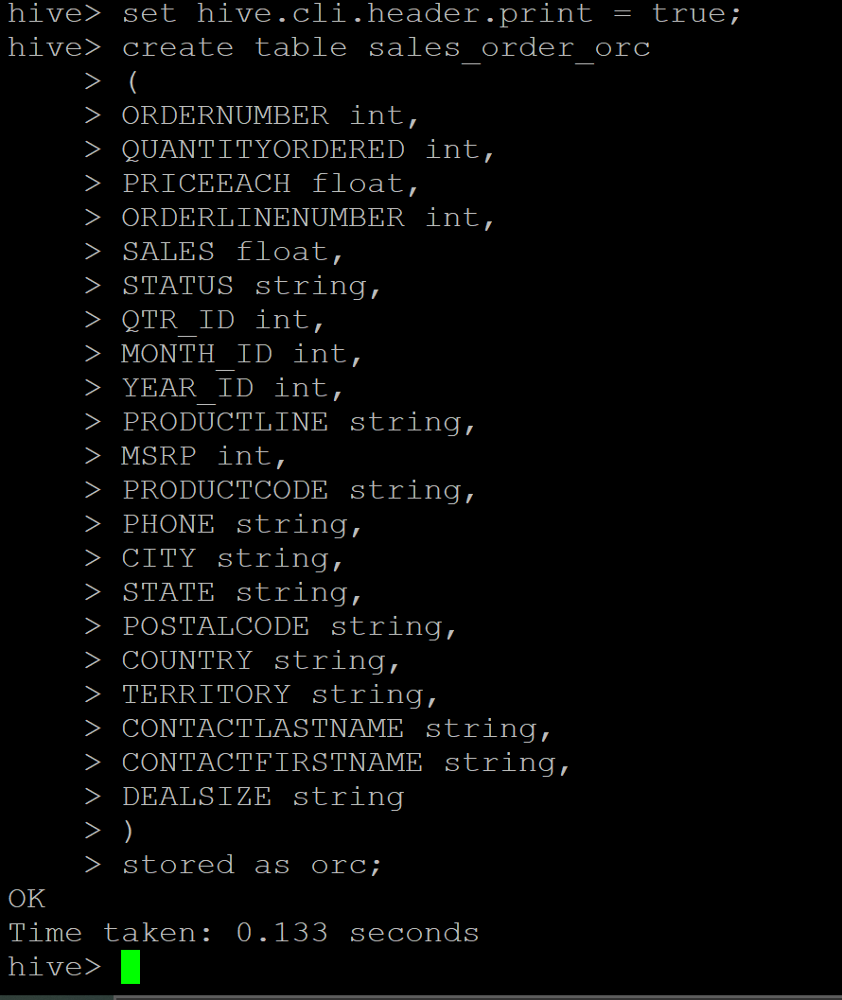 hive> set hive.cli.header.print = true;
hive> create table sales_order_orc
    > (
    > ORDERNUMBER int,
    > QUANTITYORDERED int,
    > PRICEEACH float,
    > ORDERLINENUMBER int,
    > SALES float,
    > STATUS string,
    > QTR_ID int,
    > MONTH_ID int,
    > YEAR_ID int,
    > PRODUCTLINE string,
    > MSRP int,
    > PRODUCTCODE string,
    > PHONE string,
    > CITY string,
    > STATE string,
    > POSTALCODE string,
    > COUNTRY string,
    > TERRITORY string,
    > CONTACTLASTNAME string,
    > CONTACTFIRSTNAME string,
    > DEALSIZE string
    > )
    > stored as orc;
OK
Time taken: 0.133 seconds
hive>